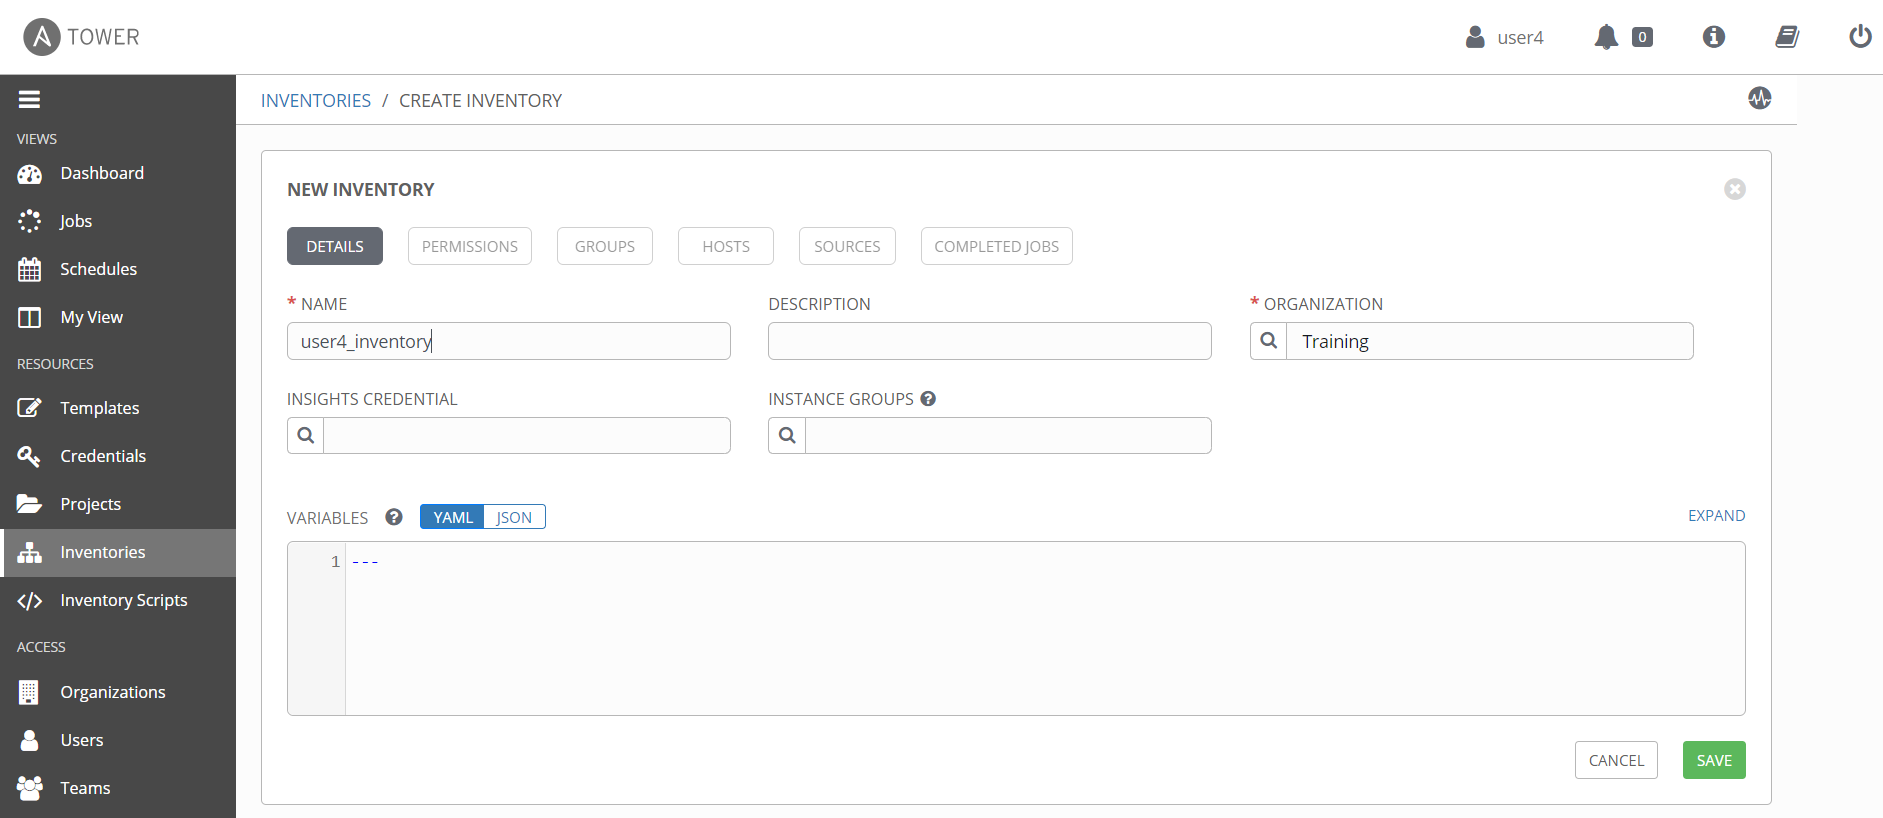 TOWER
user4
0
INVENTORIES / CREATE INVENTORY
VIEWS
Dashboard
Jobs
Schedules
My View
RESOURCES
Templates
Credentials
Projects
Inventories
Inventory Scripts
ACCESS
Organizations
Users
Teams
NEW INVENTORY
DETAILS PERMISSIONS GROUPS HOSTS SOURCES COMPLETED JOBS
* NAME DESCRIPTION * ORGANIZATION
user4_inventory Training
INSIGHTS CREDENTIAL INSTANCE GROUPS ?
VARIABLES ? YAML JSON EXPAND
1 ---
CANCEL SAVE